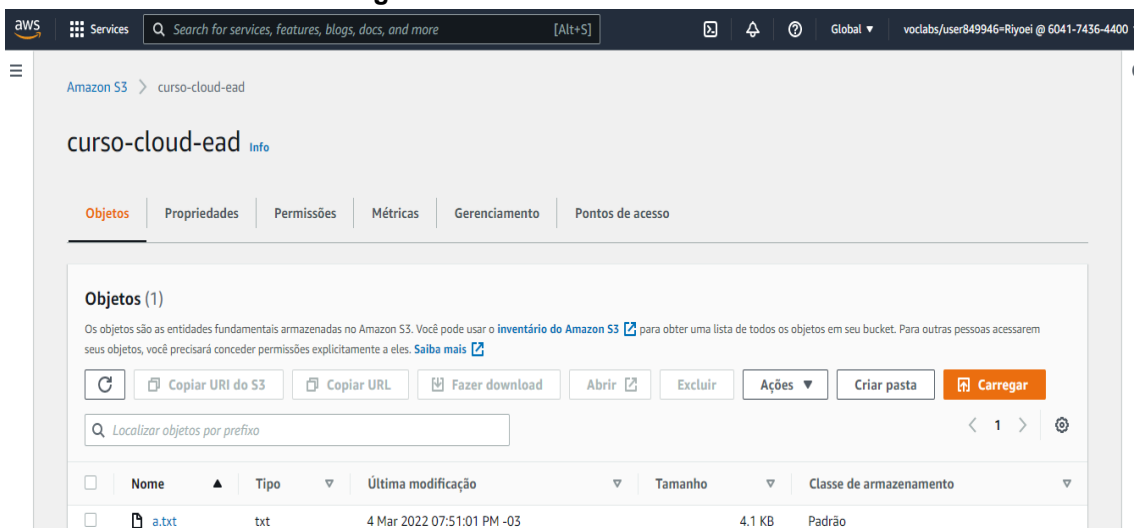 aws Services Search for services, features, blogs, docs, and more [Alt+S] Global ▼ voclabs/user849946=Riyoei @ 6041-7436-4400
Amazon S3 > curso-cloud-ead
curso-cloud-ead Info
Objetos Propriedades Permissões Métricas Gerenciamento Pontos de acesso
Objetos (1)
Os objetos são as entidades fundamentais armazenadas no Amazon S3. Você pode usar o inventário do Amazon S3 para obter uma lista de todos os objetos em seu bucket. Para outras pessoas acessarem
seus objetos, você precisará conceder permissões explicitamente a eles. Saiba mais
Copiar URI do S3 Copiar URL Fazer download Abrir Excluir Ações ▼ Criar pasta Carregar
Localizar objetos por prefixo < 1 >
Nome ▲ Tipo ▽ Última modificação ▽ Tamanho ▽ Classe de armazenamento ▽
a.txt txt 4 Mar 2022 07:51:01 PM -03 4.1 KB Padrão